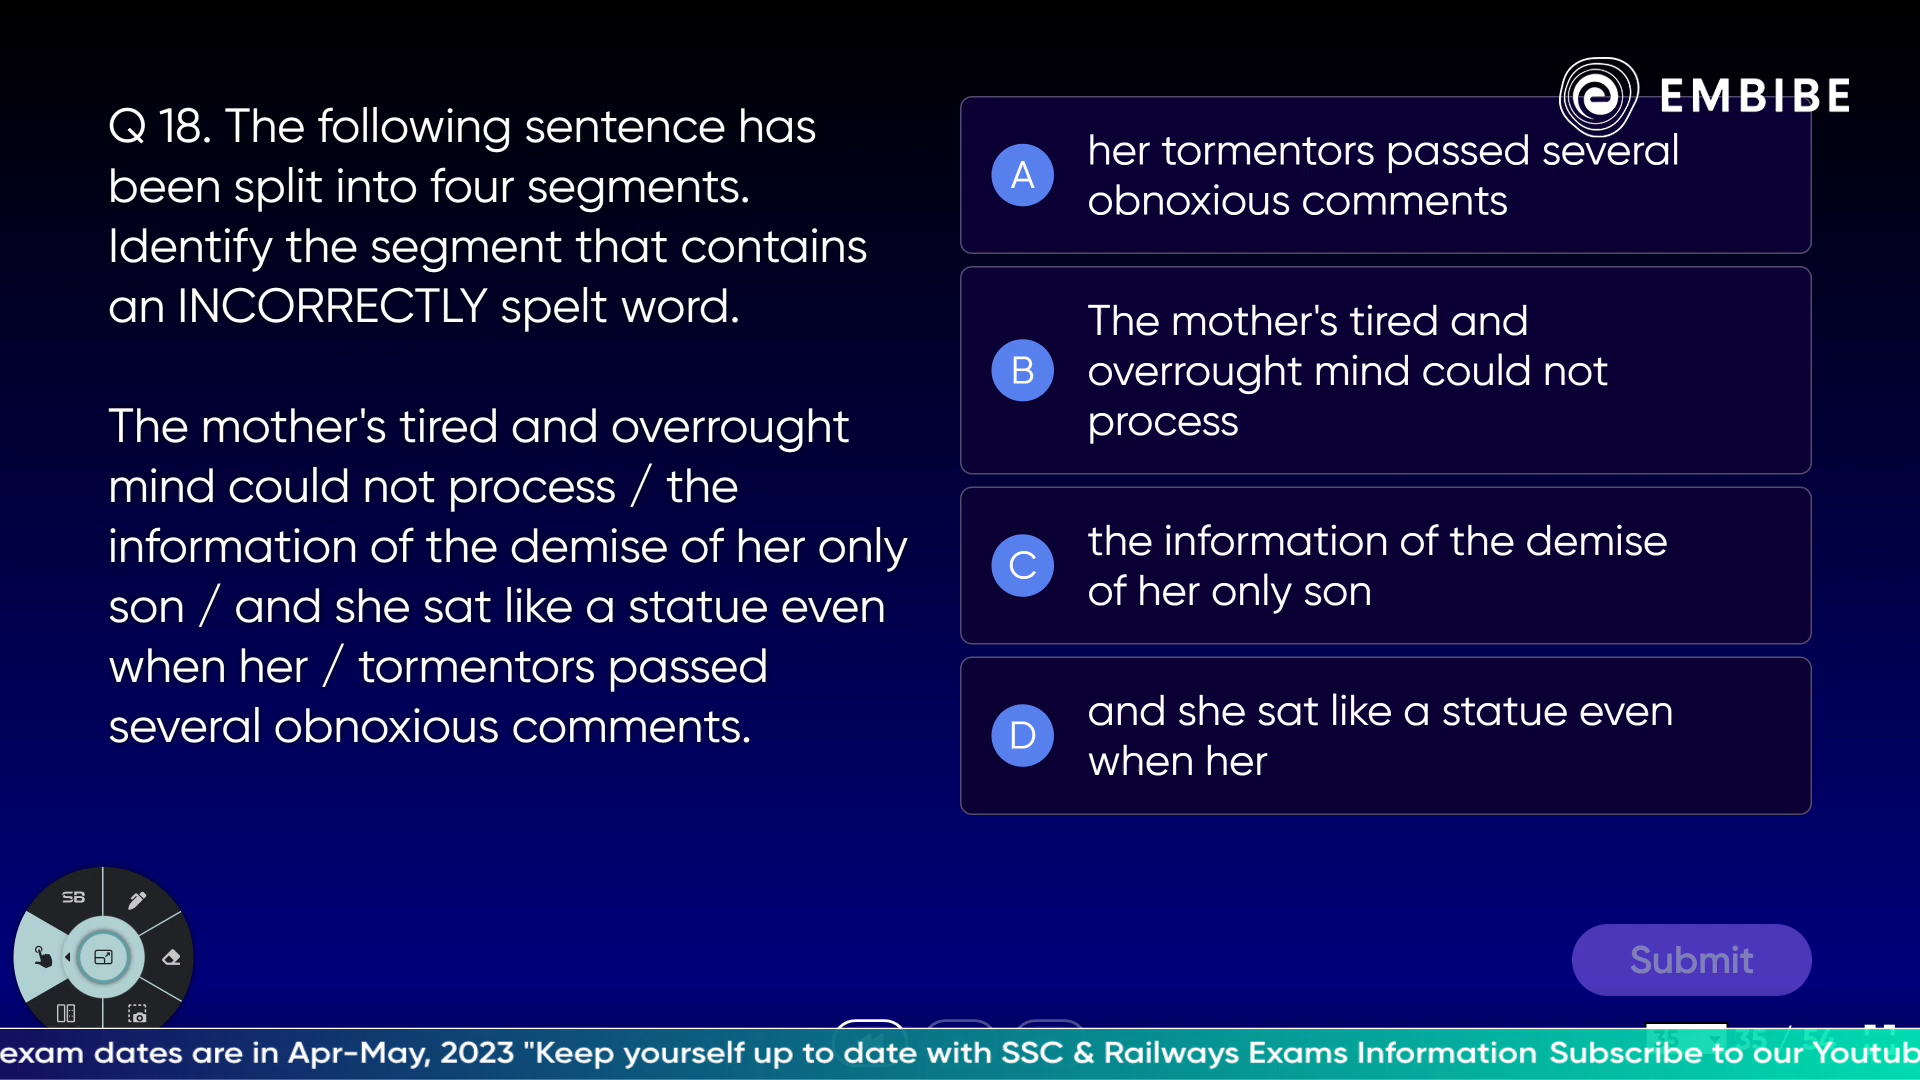 EMBIBE
Q 18. The following sentence has
been split into four segments.
Identify the segment that contains
an INCORRECTLY spelt word.
The mother's tired and overrought
mind could not process / the
information of the demise of her only
son / and she sat like a statue even
when her / tormentors passed
several obnoxious comments.
A
her tormentors passed several
obnoxious comments
B
The mother's tired and
overrought mind could not
process
C
the information of the demise
of her only son
D
and she sat like a statue even
when her
SB
Submit
exam dates are in Apr-May, 2023 "Keep yourself up to date with SSC & Railways Exams Information Subscribe to our Youtub